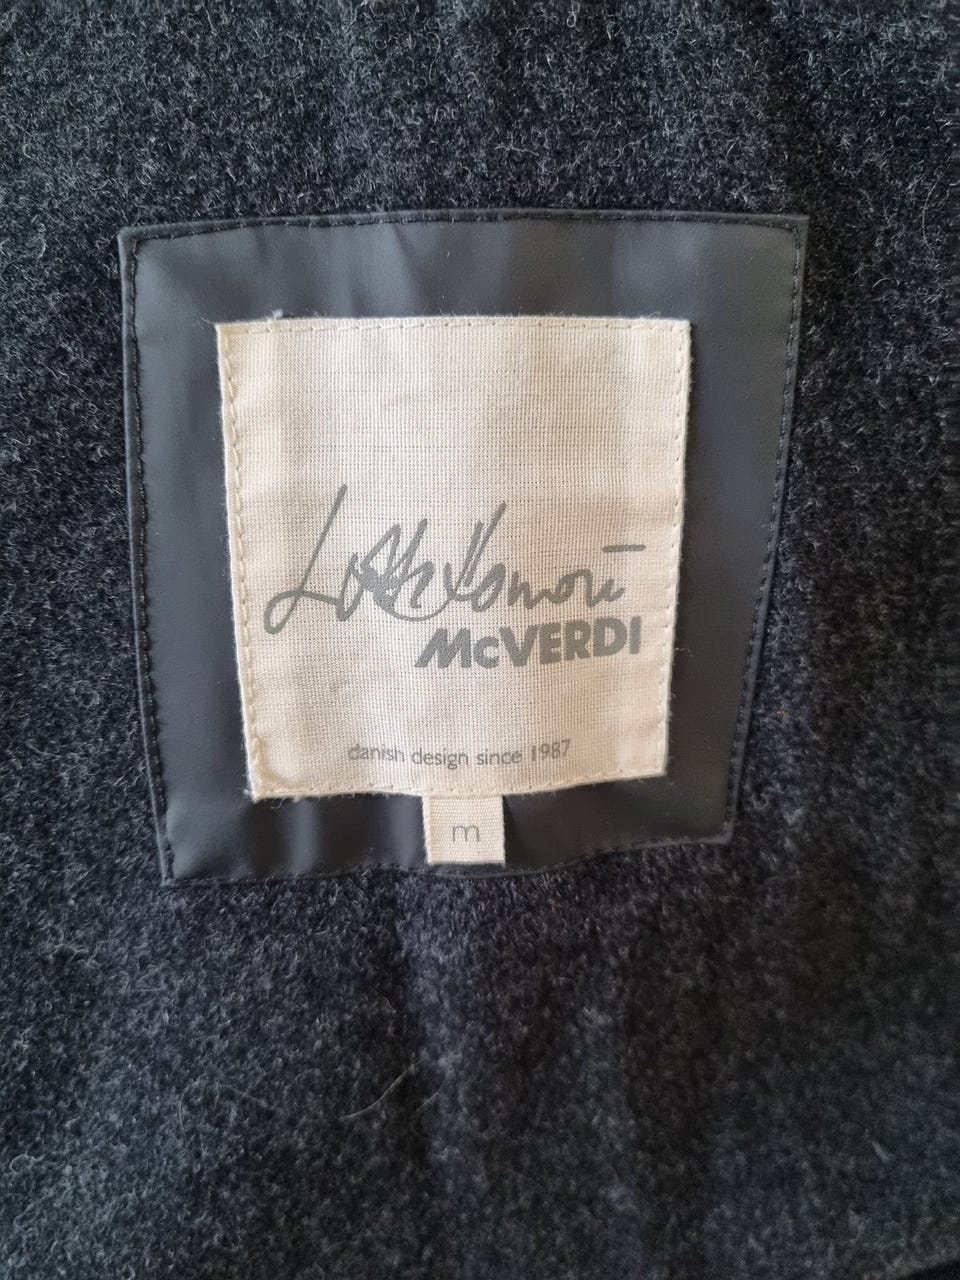 McVERDI
danish design since 1987
m